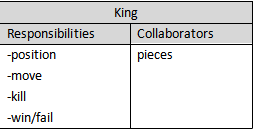 King
Responsibilities Collaborators
-position pieces
-move
-kill
-win/fail